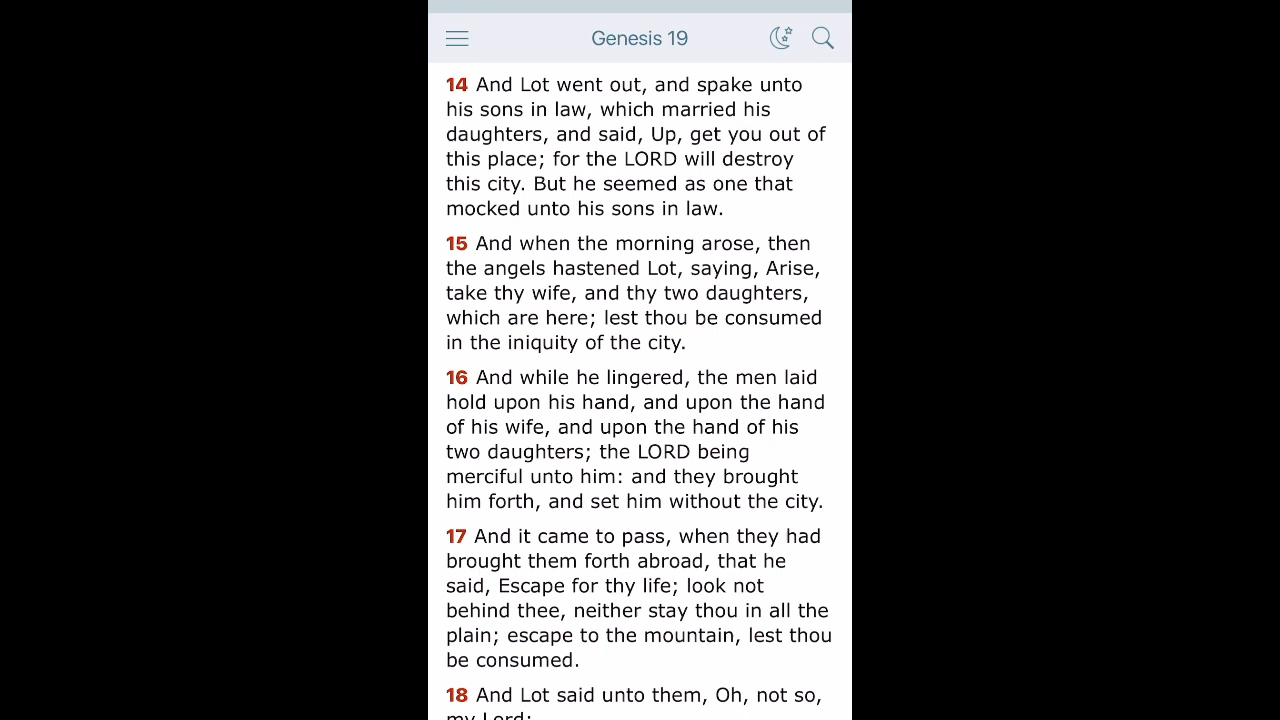 Genesis 19
14 And Lot went out, and spake unto
his sons in law, which married his
daughters, and said, Up, get you out of
this place; for the LORD will destroy
this city. But he seemed as one that
mocked unto his sons in law.
15 And when the morning arose, then
the angels hastened Lot, saying, Arise,
take thy wife, and thy two daughters,
which are here; lest thou be consumed
in the iniquity of the city.
16 And while he lingered, the men laid
hold upon his hand, and upon the hand
of his wife, and upon the hand of his
two daughters; the LORD being
merciful unto him: and they brought
him forth, and set him without the city.
17 And it came to pass, when they had
brought them forth abroad, that he
said, Escape for thy life; look not
behind thee, neither stay thou in all the
plain; escape to the mountain, lest thou
be consumed.
18 And Lot said unto them, Oh, not so,
my Lord: